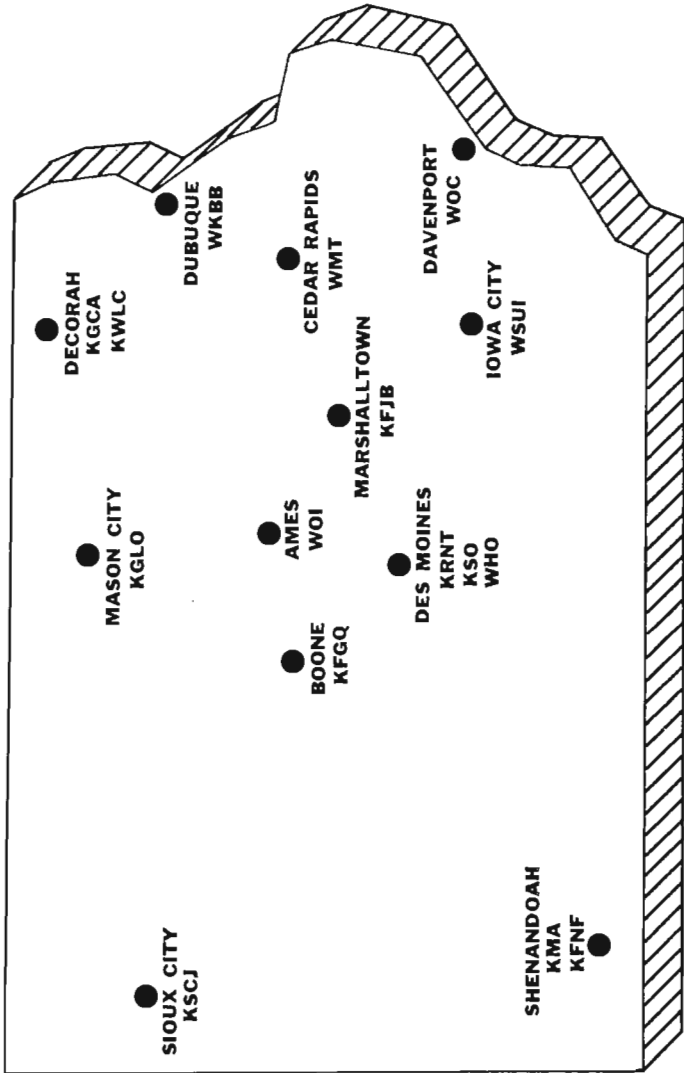 DECORAH
KGCA
KWLC
MASON CITY
KGLO
SIOUX CITY
KSCJ
DUBUQUE
WKBB
CEDAR RAPIDS
WMT
AMES
WOI
BOONE
KFGQ
MARSHALLTOWN
KFJB
DES MOINES
KRNT
KSO
WHO
DAVENPORT
WOC
IOWA CITY
WSUI
SHENANDOAH
KMA
KFNF